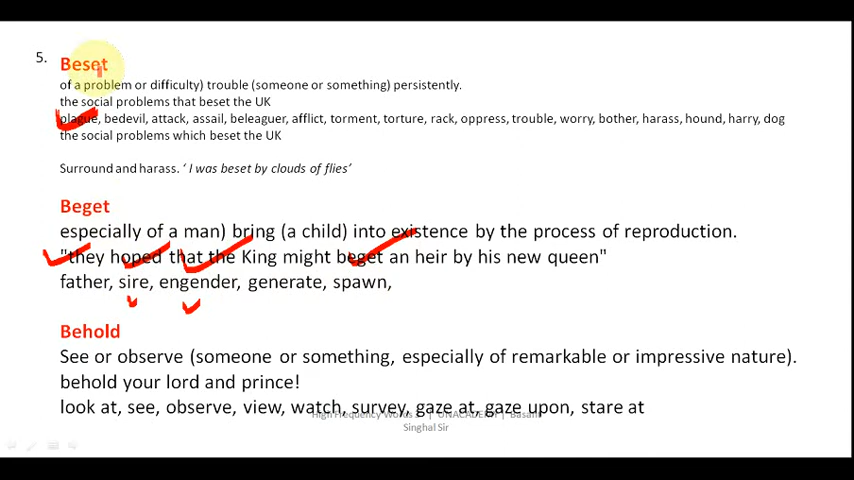 5.
Beset
of a problem or difficulty) trouble (someone or something) persistently.
the social problems that beset the UK
plague, bedevil, attack, assail, beleaguer, afflict, torment, torture, rack, oppress, trouble, worry, bother, harass, hound, harry, dog
the social problems which beset the UK
Surround and harass. ‘ I was beset by clouds of flies’
Beget
especially of a man) bring (a child) into existence by the process of reproduction.
"they hoped that the King might beget an heir by his new queen"
father, sire, engender, generate, spawn,
Behold
See or observe (someone or something, especially of remarkable or impressive nature).
behold your lord and prince!
look at, see, observe, view, watch, survey, gaze at, gaze upon, stare at
High Frequency Words | UNACADEMY |
Singhal Sir